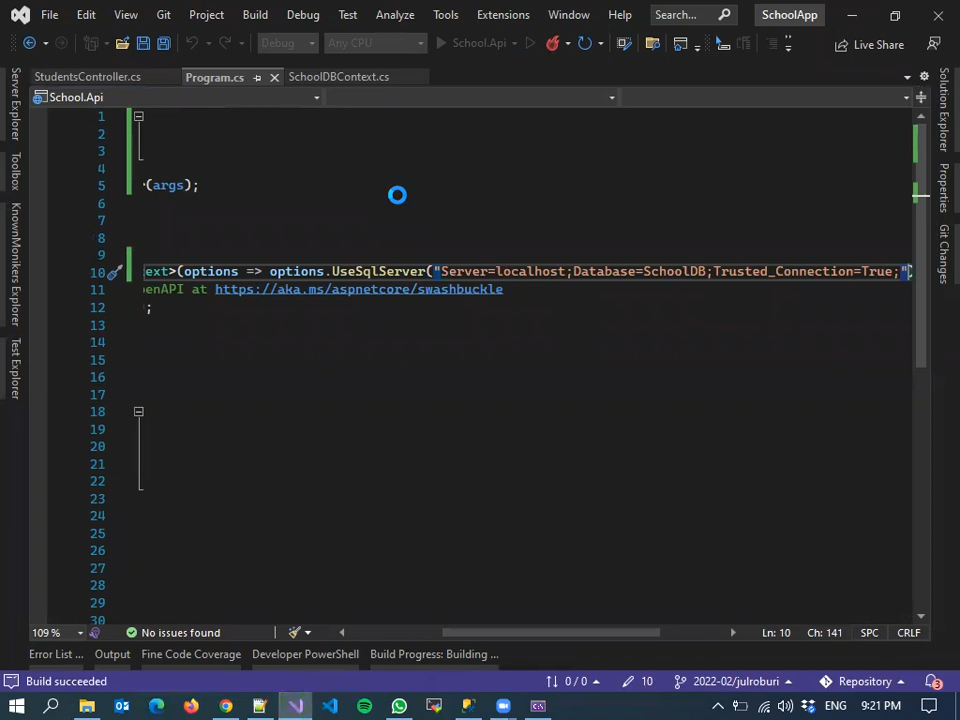 File Edit View Git Project Build Debug Test Analyze Tools Extensions Window Help Search... SchoolApp
Debug Any CPU School.Api Live Share
StudentsController.cs Program.cs SchoolDBContext.cs
School.Api
Server Explorer
Toolbox
KnownMonikers Explorer
Test Explorer
1
2
3
4
5 (args);
6
7
8
9
10 ext>(options => options.UseSqlServer("Server=localhost;Database=SchoolDB;Trusted_Connection=True;")
11 enAPI at https://aka.ms/aspnetcore/swashbuckle
12 ;
13
14
15
16
17
18
19
20
21
22
23
24
25
26
27
28
29
30
Solution Explorer
Properties
Git Changes
109 % No issues found Ln: 10 Ch: 141 SPC CRLF
Error List ... Output Fine Code Coverage Developer PowerShell Build Progress: Building ...
Build succeeded 0 / 0 10 2022-02/julroburi Repository 3
ENG 9:21 PM